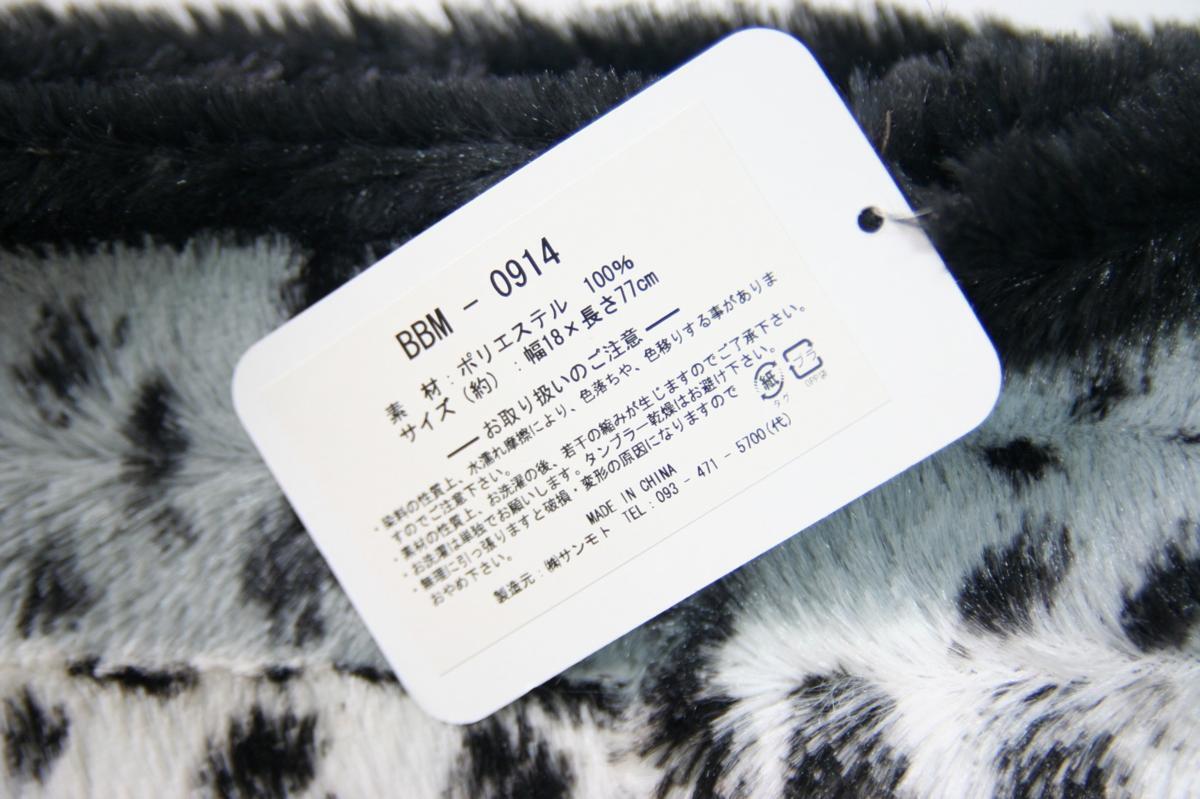 BBM - 0914
素 材：ポリエステル 100%
サイズ（約）：幅18×長さ77cm
お取り扱いのご注意
・染料の性質上、水濡れ摩擦により、色落ちや、色移りする事がありま
すのでご注意下さい。
・素材の性質上、お洗濯の後、若干の縮みが生じますのでご了承下さい。
・お洗濯は単独でお願いします。タンブラー乾燥はお避け下さい。
・無理に引っ張りますと破損・変形の原因になりますので
おやめ下さい。
紙
タグ
プラ
OPP袋
MADE IN CHINA
製造元：㈱サンモト TEL：093 - 471 - 5700(代)